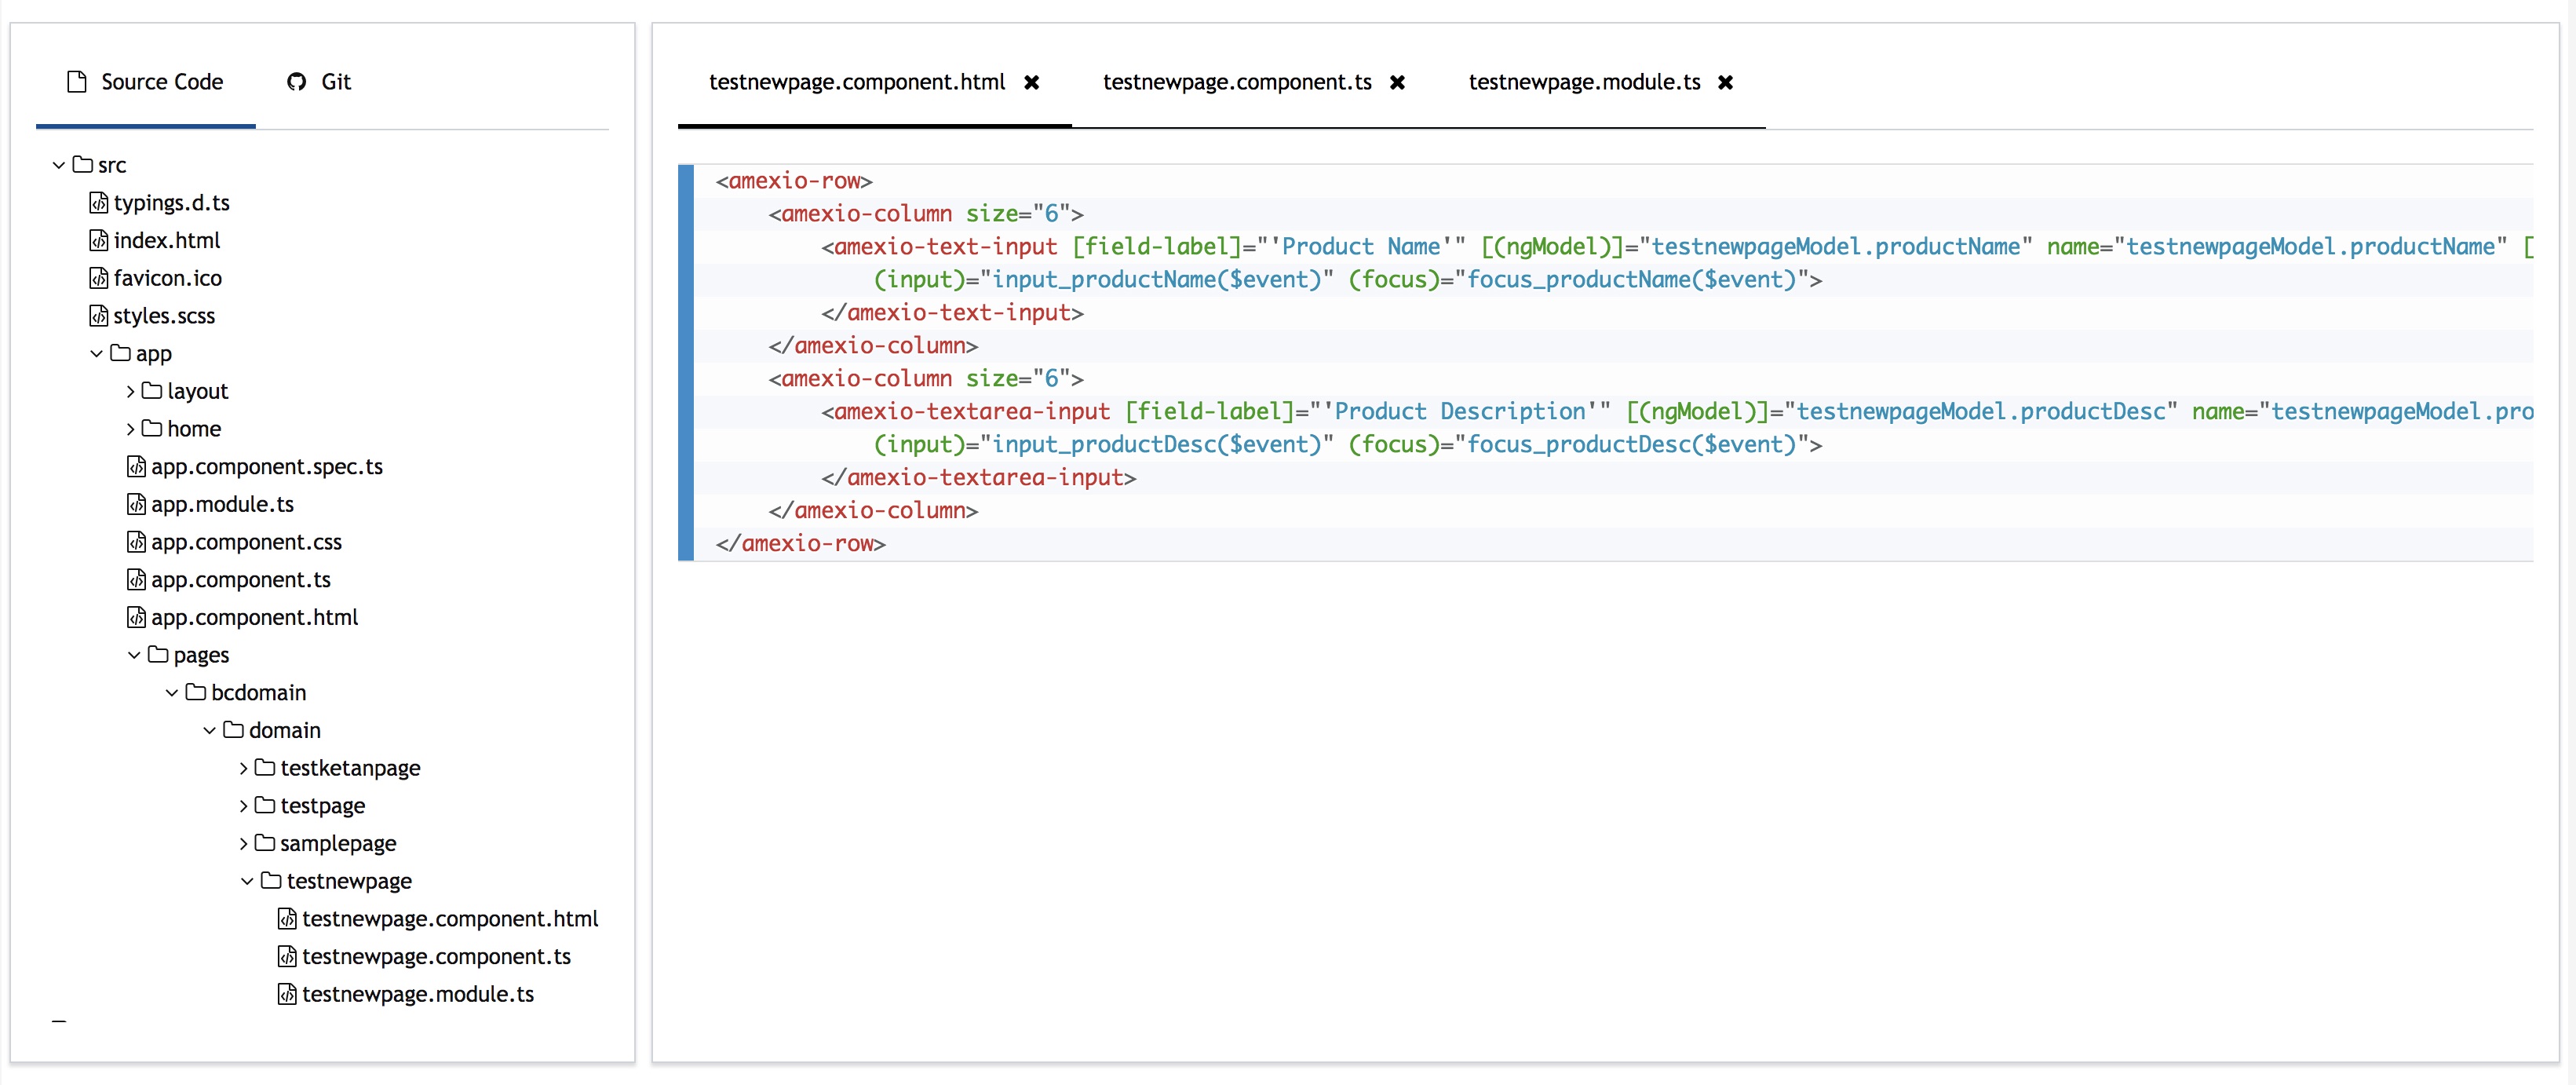 Source Code
Git
src
typings.d.ts
index.html
favicon.ico
styles.scss
app
layout
home
app.component.spec.ts
app.module.ts
app.component.css
app.component.ts
app.component.html
pages
bcdomain
domain
testketanpage
testpage
samplepage
testnewpage
testnewpage.component.html
testnewpage.component.ts
testnewpage.module.ts
testnewpage.component.html
testnewpage.component.ts
testnewpage.module.ts
<amexio-row>
<amexio-column size="6">
<amexio-text-input [field-label]="'Product Name'" [(ngModel)]="testnewpageModel.productName" name="testnewpageModel.productName" [
(input)="input_productName($event)" (focus)="focus_productName($event)">
</amexio-text-input>
</amexio-column>
<amexio-column size="6">
<amexio-textarea-input [field-label]="'Product Description'" [(ngModel)]="testnewpageModel.productDesc" name="testnewpageModel.pro
(input)="input_productDesc($event)" (focus)="focus_productDesc($event)">
</amexio-textarea-input>
</amexio-column>
</amexio-row>